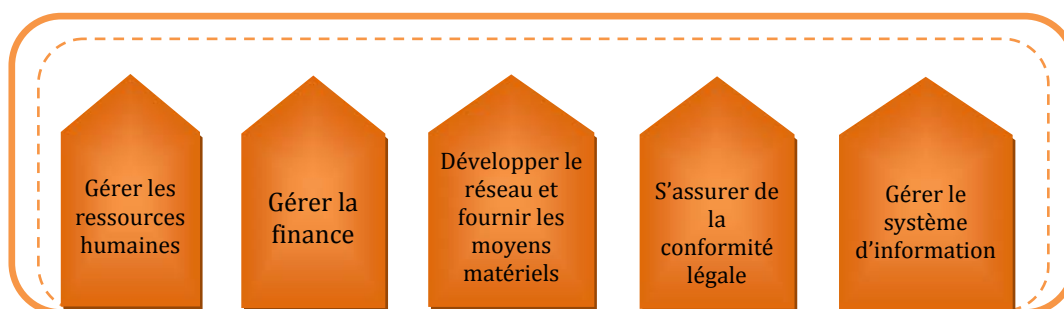 Gérer les
ressources
humaines
Gérer la
finance
Développer le
réseau et
fournir les
moyens
matériels
S’assurer de
la
conformité
légale
Gérer le
système
d’information